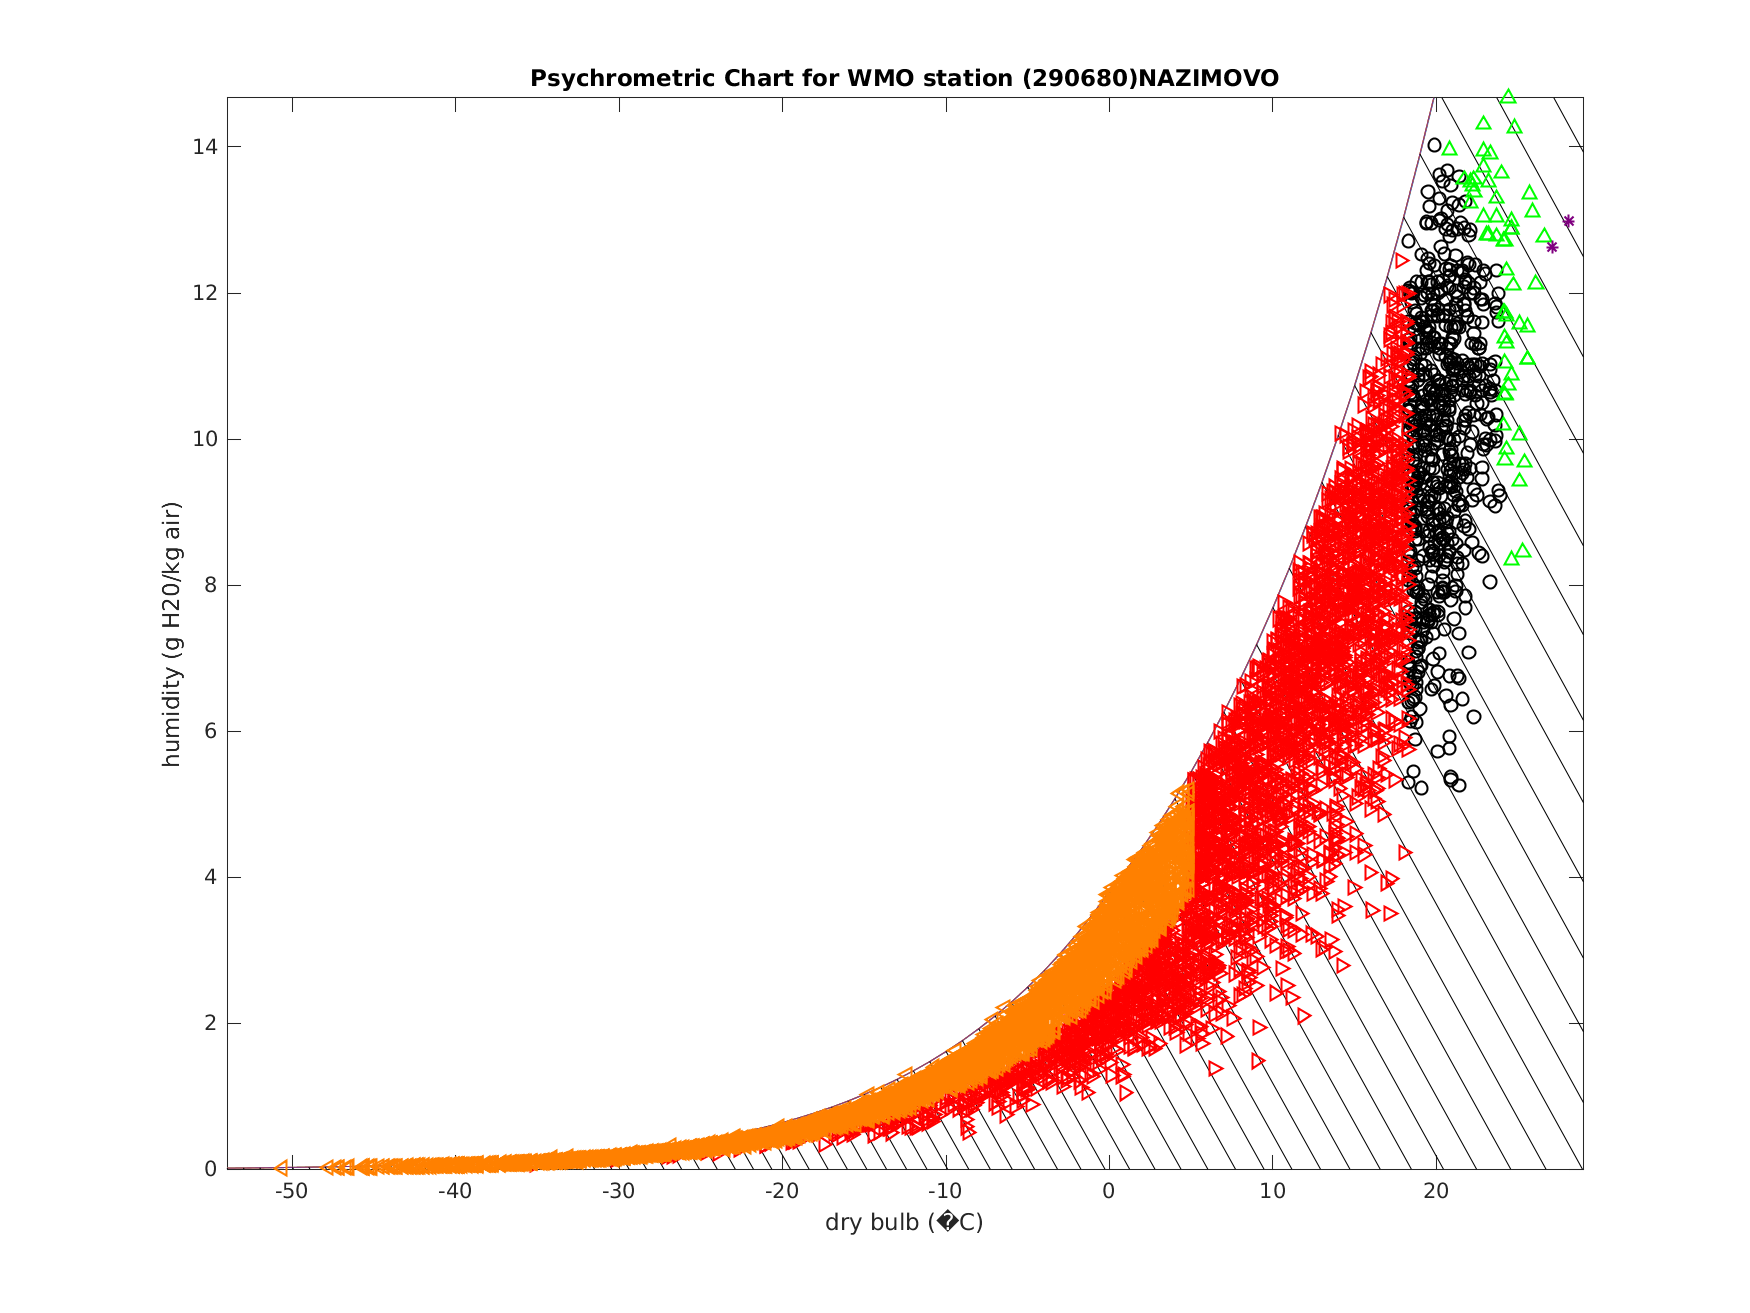 Psychrometric Chart for WMO station (290680)NAZIMOVO
14
12
10
8
6
4
2
0
humidity (g H20/kg air)
-50 -40 -30 -20 -10 0 10 20
dry bulb (�C)